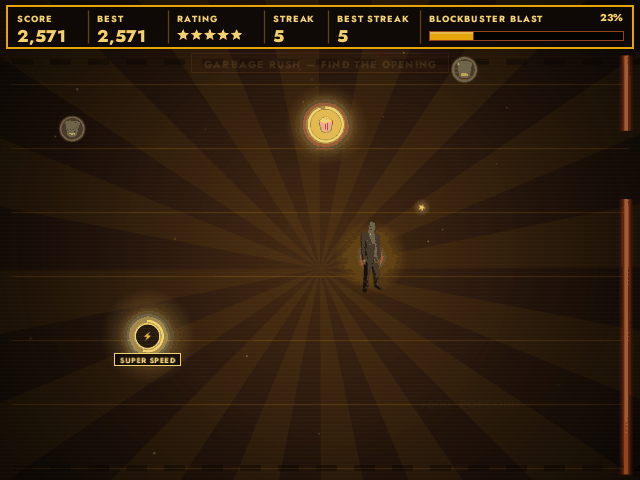 SCORE
2,571
BEST
2,571
RATING
STREAK
5
BEST STREAK
5
BLOCKBUSTER BLAST
23%
GARBAGE RUSH — FIND THE OPENING
SUPER SPEED